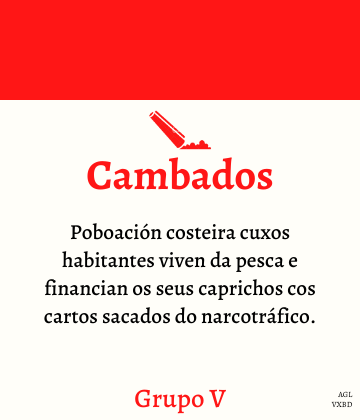 Cambados
Poboación costeira cuxos
habitantes viven da pesca e
financian os seus caprichos cos
cartos sacados do narcotráfico.
Grupo V
AGL
VXBD